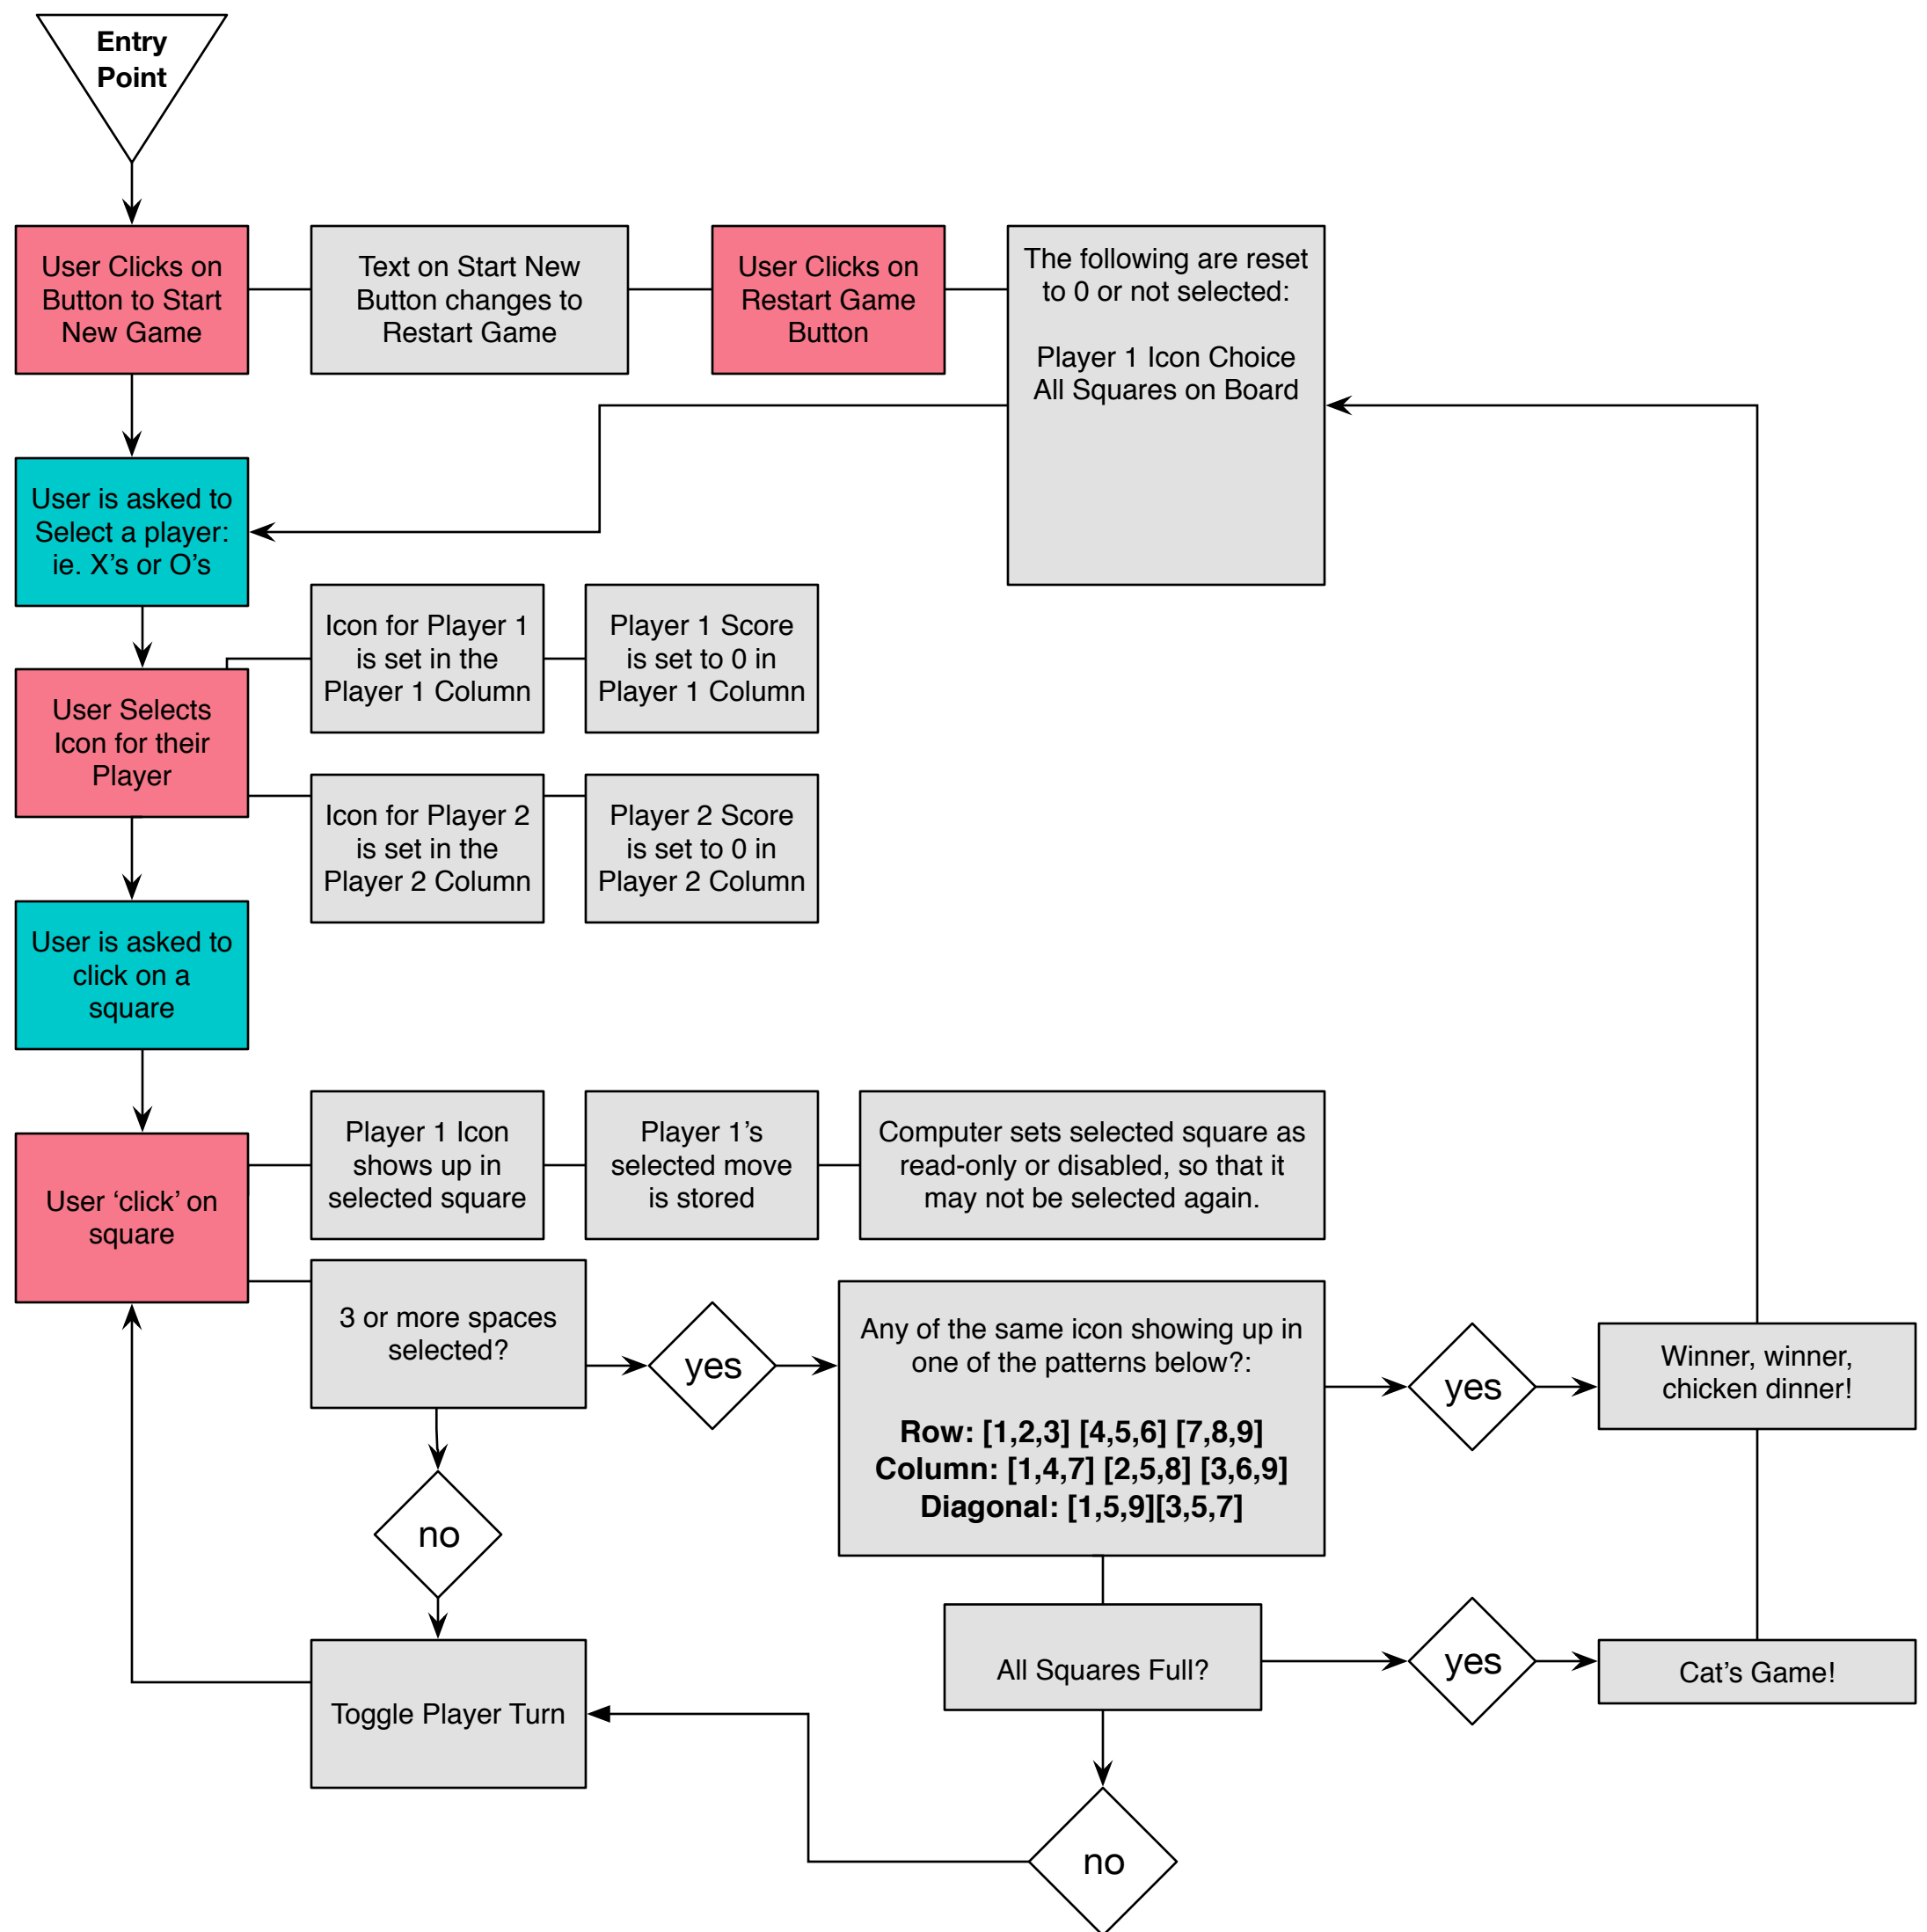 Entry
Point
User Clicks on
Button to Start
New Game
Text on Start New
Button changes to
Restart Game
User Clicks on
Restart Game
Button
The following are reset
to 0 or not selected:
Player 1 Icon Choice
All Squares on Board
User is asked to
Select a player:
ie. X’s or O’s
Icon for Player 1
is set in the
Player 1 Column
Player 1 Score
is set to 0 in
Player 1 Column
User Selects
Icon for their
Player
Icon for Player 2
is set in the
Player 2 Column
Player 2 Score
is set to 0 in
Player 2 Column
User is asked to
click on a
square
User ‘click’ on
square
Player 1 Icon
shows up in
selected square
Player 1’s
selected move
is stored
Computer sets selected square as
read-only or disabled, so that it
may not be selected again.
3 or more spaces
selected?
yes
Any of the same icon showing up in
one of the patterns below?:
Row: [1,2,3] [4,5,6] [7,8,9]
Column: [1,4,7] [2,5,8] [3,6,9]
Diagonal: [1,5,9][3,5,7]
yes
Winner, winner,
chicken dinner!
no
All Squares Full?
yes
Cat’s Game!
Toggle Player Turn
no